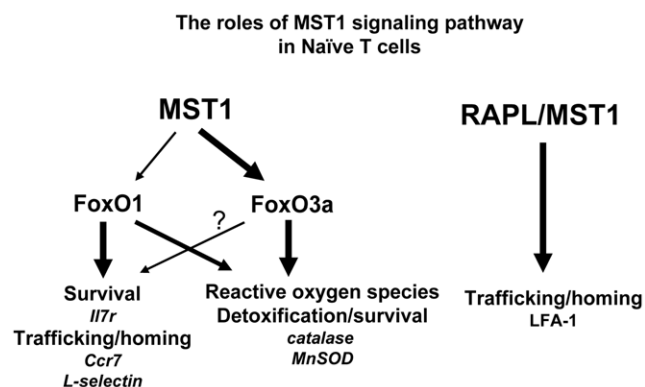 The roles of MST1 signaling pathway
in Naïve T cells
MST1
RAPL/MST1
FoxO1
?
FoxO3a
Survival
Il7r
Trafficking/homing
Ccr7
L-selectin
Reactive oxygen species
Detoxification/survival
catalase
MnSOD
Trafficking/homing
LFA-1